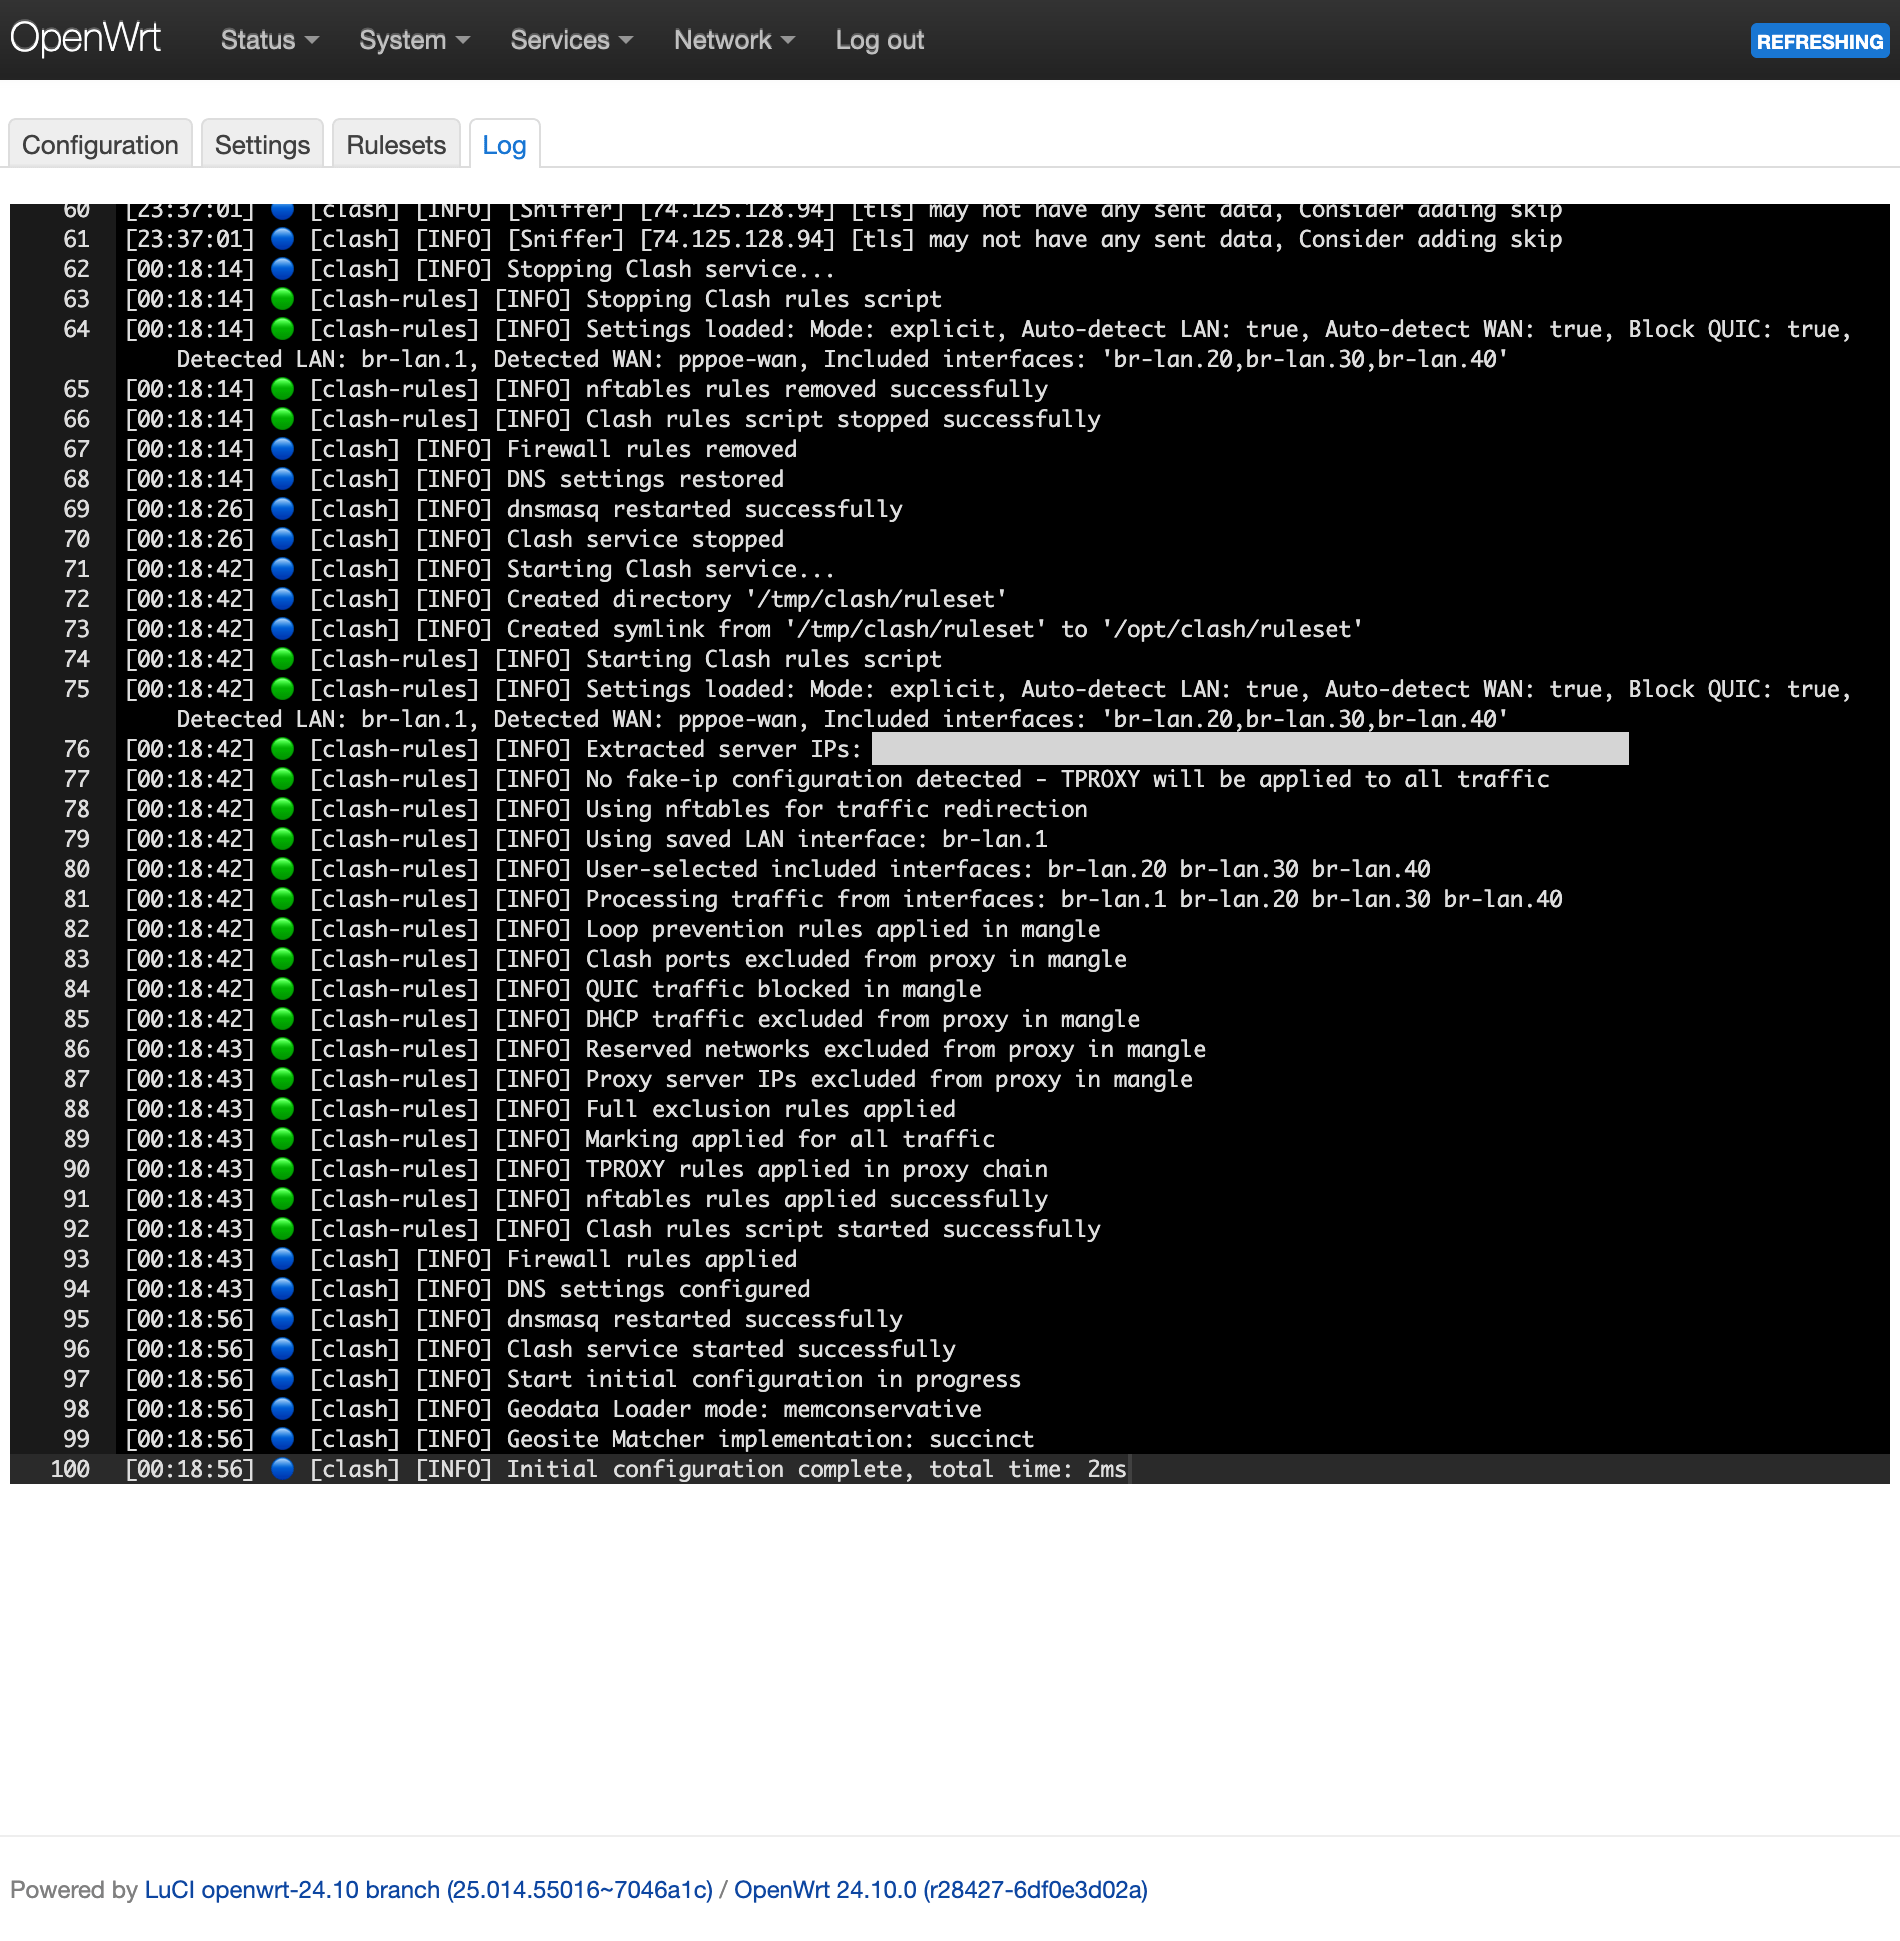 OpenWrt Status System Services Network Log out REFRESHING
Configuration Settings Rulesets Log
60 [23:37:01] 🔵 [clash] [INFO] [Sniffer] [74.125.128.94] [tls] may not have any sent data, Consider adding skip
61 [23:37:01] 🔵 [clash] [INFO] [Sniffer] [74.125.128.94] [tls] may not have any sent data, Consider adding skip
62 [00:18:14] 🔵 [clash] [INFO] Stopping Clash service...
63 [00:18:14] 🟢 [clash-rules] [INFO] Stopping Clash rules script
64 [00:18:14] 🟢 [clash-rules] [INFO] Settings loaded: Mode: explicit, Auto-detect LAN: true, Auto-detect WAN: true, Block QUIC: true,
Detected LAN: br-lan.1, Detected WAN: pppoe-wan, Included interfaces: 'br-lan.20,br-lan.30,br-lan.40'
65 [00:18:14] 🟢 [clash-rules] [INFO] nftables rules removed successfully
66 [00:18:14] 🟢 [clash-rules] [INFO] Clash rules script stopped successfully
67 [00:18:14] 🔵 [clash] [INFO] Firewall rules removed
68 [00:18:14] 🔵 [clash] [INFO] DNS settings restored
69 [00:18:26] 🔵 [clash] [INFO] dnsmasq restarted successfully
70 [00:18:26] 🔵 [clash] [INFO] Clash service stopped
71 [00:18:42] 🔵 [clash] [INFO] Starting Clash service...
72 [00:18:42] 🔵 [clash] [INFO] Created directory '/tmp/clash/ruleset'
73 [00:18:42] 🔵 [clash] [INFO] Created symlink from '/tmp/clash/ruleset' to '/opt/clash/ruleset'
74 [00:18:42] 🟢 [clash-rules] [INFO] Starting Clash rules script
75 [00:18:42] 🟢 [clash-rules] [INFO] Settings loaded: Mode: explicit, Auto-detect LAN: true, Auto-detect WAN: true, Block QUIC: true,
Detected LAN: br-lan.1, Detected WAN: pppoe-wan, Included interfaces: 'br-lan.20,br-lan.30,br-lan.40'
76 [00:18:42] 🟢 [clash-rules] [INFO] Extracted server IPs:
77 [00:18:42] 🟢 [clash-rules] [INFO] No fake-ip configuration detected - TPROXY will be applied to all traffic
78 [00:18:42] 🟢 [clash-rules] [INFO] Using nftables for traffic redirection
79 [00:18:42] 🟢 [clash-rules] [INFO] Using saved LAN interface: br-lan.1
80 [00:18:42] 🟢 [clash-rules] [INFO] User-selected included interfaces: br-lan.20 br-lan.30 br-lan.40
81 [00:18:42] 🟢 [clash-rules] [INFO] Processing traffic from interfaces: br-lan.1 br-lan.20 br-lan.30 br-lan.40
82 [00:18:42] 🟢 [clash-rules] [INFO] Loop prevention rules applied in mangle
83 [00:18:42] 🟢 [clash-rules] [INFO] Clash ports excluded from proxy in mangle
84 [00:18:42] 🟢 [clash-rules] [INFO] QUIC traffic blocked in mangle
85 [00:18:42] 🟢 [clash-rules] [INFO] DHCP traffic excluded from proxy in mangle
86 [00:18:43] 🟢 [clash-rules] [INFO] Reserved networks excluded from proxy in mangle
87 [00:18:43] 🟢 [clash-rules] [INFO] Proxy server IPs excluded from proxy in mangle
88 [00:18:43] 🟢 [clash-rules] [INFO] Full exclusion rules applied
89 [00:18:43] 🟢 [clash-rules] [INFO] Marking applied for all traffic
90 [00:18:43] 🟢 [clash-rules] [INFO] TPROXY rules applied in proxy chain
91 [00:18:43] 🟢 [clash-rules] [INFO] nftables rules applied successfully
92 [00:18:43] 🟢 [clash-rules] [INFO] Clash rules script started successfully
93 [00:18:43] 🔵 [clash] [INFO] Firewall rules applied
94 [00:18:43] 🔵 [clash] [INFO] DNS settings configured
95 [00:18:56] 🔵 [clash] [INFO] dnsmasq restarted successfully
96 [00:18:56] 🔵 [clash] [INFO] Clash service started successfully
97 [00:18:56] 🔵 [clash] [INFO] Start initial configuration in progress
98 [00:18:56] 🔵 [clash] [INFO] Geodata Loader mode: memconservative
99 [00:18:56] 🔵 [clash] [INFO] Geosite Matcher implementation: succinct
100 [00:18:56] 🔵 [clash] [INFO] Initial configuration complete, total time: 2ms
Powered by LuCI openwrt-24.10 branch (25.014.55016~7046a1c) / OpenWrt 24.10.0 (r28427-6df0e3d02a)